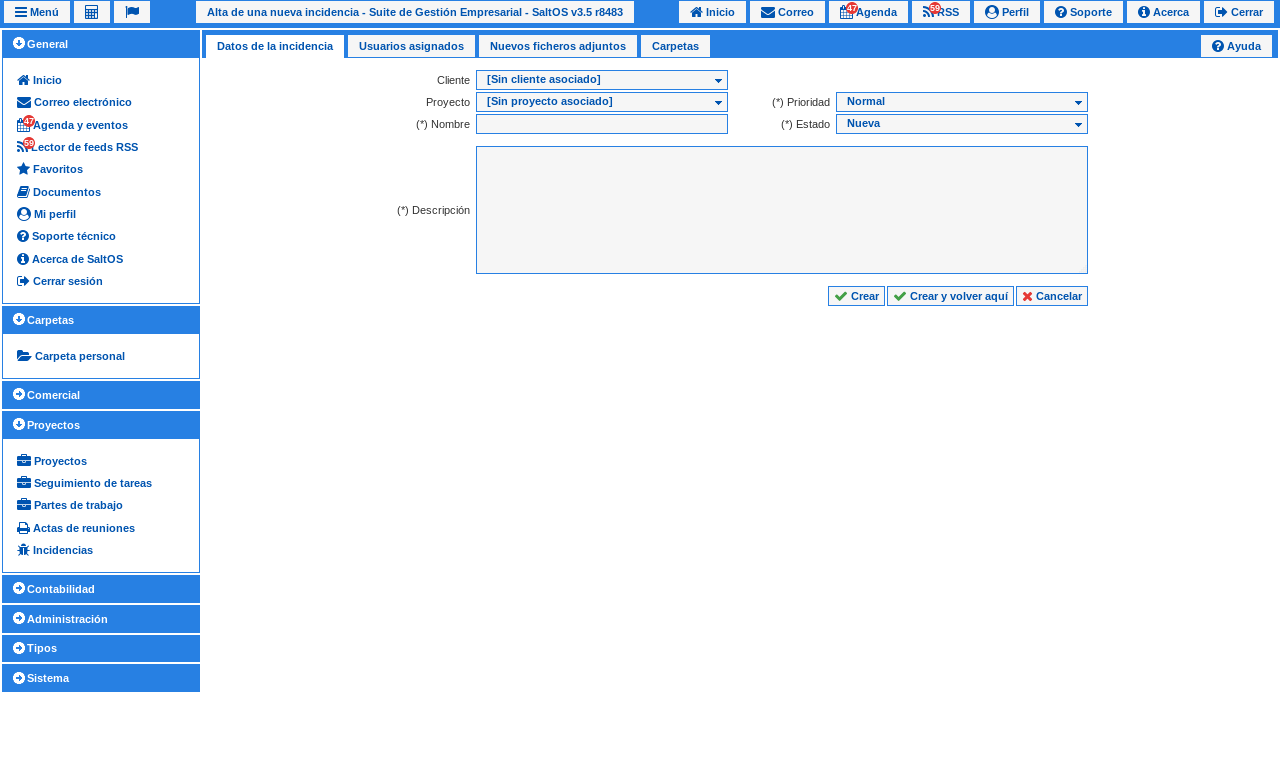 Menú
Alta de una nueva incidencia - Suite de Gestión Empresarial - SaltOS v3.5 r8483
Inicio
Correo
47 Agenda
59 RSS
Perfil
Soporte
Acerca
Cerrar
General
Inicio
Correo electrónico
47 Agenda y eventos
59 Lector de feeds RSS
Favoritos
Documentos
Mi perfil
Soporte técnico
Acerca de SaltOS
Cerrar sesión
Carpetas
Carpeta personal
Comercial
Proyectos
Proyectos
Seguimiento de tareas
Partes de trabajo
Actas de reuniones
Incidencias
Contabilidad
Administración
Tipos
Sistema
Datos de la incidencia
Usuarios asignados
Nuevos ficheros adjuntos
Carpetas
Ayuda
Cliente [Sin cliente asociado]
Proyecto [Sin proyecto asociado] (*) Prioridad Normal
(*) Nombre (*) Estado Nueva
(*) Descripción
Crear
Crear y volver aquí
Cancelar